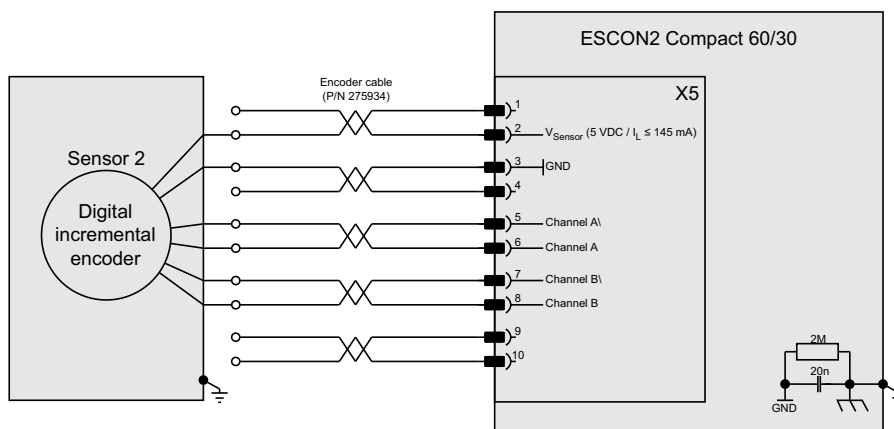 ESCON2 Compact 60/30
Encoder cable
(P/N 275934)
X5
Sensor 2
Digital
incremental
encoder
1
2 VSensor (5 VDC / IL ≤ 145 mA)
3 GND
4
5 Channel A\
6 Channel A
7 Channel B\
8 Channel B
9
10
2M
20n
GND